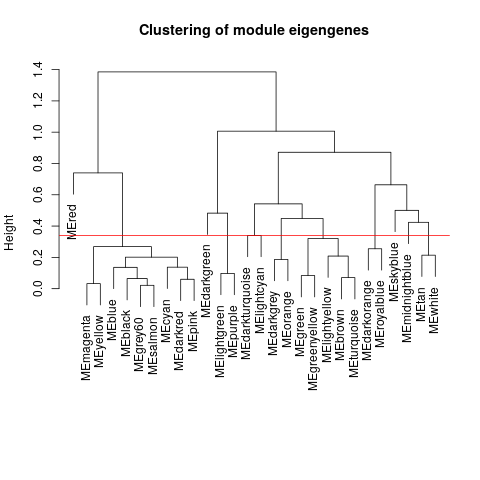 Clustering of module eigengenes
Height
1.4
1.2
1.0
0.8
0.6
0.4
0.2
0.0
MEred
MEmagenta
MEyellow
MEblue
MEblack
MEgrey60
MEsalmon
MEcyan
MEdarkred
MEpink
MEdarkgreen
MElightgreen
MEpurple
MEdarkturquoise
MElightcyan
MEdarkgrey
MEorange
MEgreen
MEgreenyellow
MElightyellow
MEbrown
MEturquoise
MEdarkorange
MEroyalblue
MEskyblue
MEmidnightblue
MEtan
MEwhite